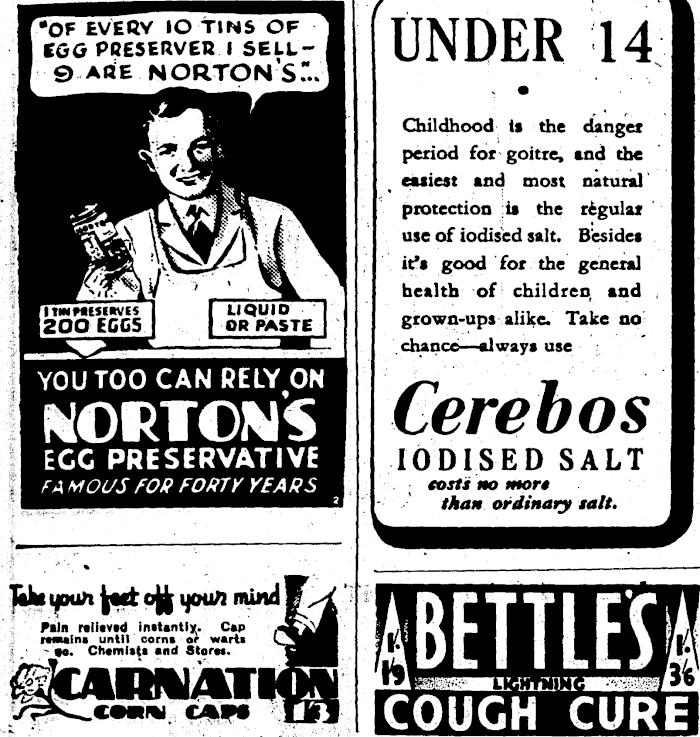 "OF EVERY 10 TINS OF
EGG PRESERVER I SELL—
9 ARE NORTON'S"...
1 TIN PRESERVES
200 EGGS
LIQUID
OR PASTE
YOU TOO CAN RELY ON
NORTON'S
EGG PRESERVATIVE
FAMOUS FOR FORTY YEARS
2
Take your feet off your mind
Pain relieved instantly. Cap
remains until corns or warts
go. Chemists and Stores.
CARNATION
CORN CAPS 1/3
UNDER 14
Childhood is the danger
period for goitre, and the
easiest and most natural
protection is the regular
use of iodised salt. Besides
it's good for the general
health of children and
grown-ups alike. Take no
chance—always use
Cerebos
IODISED SALT
costs no more
than ordinary salt.
BETTLE'S
1/-
1/9
1/-
3/6
LIGHTNING
COUGH CURE